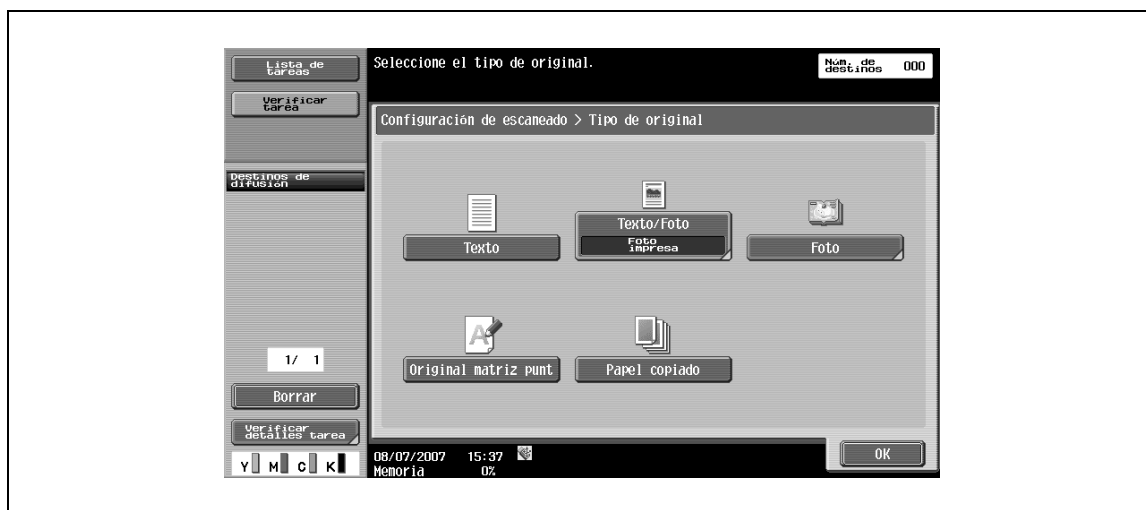 Lista de
tareas
Verificar
tarea
Destinos de
difusión
1/ 1
Borrar
Verificar
detalles tarea
Y M C K
Seleccione el tipo de original.
Núm. de
destinos 000
Configuración de escaneado > Tipo de original
Texto
Texto/Foto
Foto
impresa
Foto
Original matriz punt
Papel copiado
08/07/2007 15:37
Memoria 0%
OK